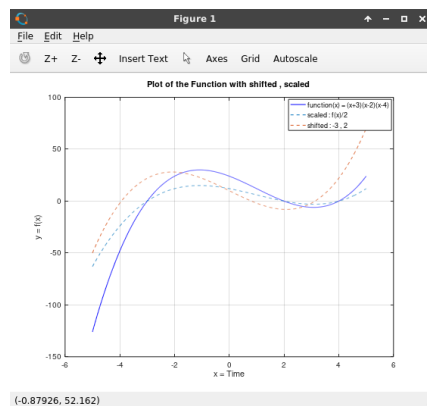 Figure 1
File Edit Help
Z+ Z- Insert Text Axes Grid Autoscale
Plot of the Function with shifted , scaled
function(x) = (x+3)(x-2)(x-4)
scaled : f(x)/2
shifted : -3 , 2
100
50
0
-50
-100
-150
y = f(x)
-6 -4 -2 0 2 4 6
x = Time
(-0.87926, 52.162)